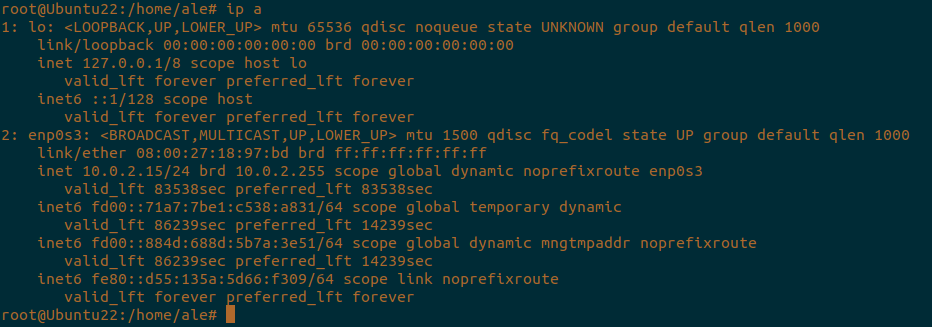 root@Ubuntu22:/home/ale# ip a
1: lo: <LOOPBACK,UP,LOWER_UP> mtu 65536 qdisc noqueue state UNKNOWN group default qlen 1000
    link/loopback 00:00:00:00:00:00 brd 00:00:00:00:00:00
    inet 127.0.0.1/8 scope host lo
       valid_lft forever preferred_lft forever
    inet6 ::1/128 scope host
       valid_lft forever preferred_lft forever
2: enp0s3: <BROADCAST,MULTICAST,UP,LOWER_UP> mtu 1500 qdisc fq_codel state UP group default qlen 1000
    link/ether 08:00:27:18:97:bd brd ff:ff:ff:ff:ff:ff
    inet 10.0.2.15/24 brd 10.0.2.255 scope global dynamic noprefixroute enp0s3
       valid_lft 83538sec preferred_lft 83538sec
    inet6 fd00::71a7:7be1:c538:a831/64 scope global temporary dynamic
       valid_lft 86239sec preferred_lft 14239sec
    inet6 fd00::884d:688d:5b7a:3e51/64 scope global dynamic mngtmpaddr noprefixroute
       valid_lft 86239sec preferred_lft 14239sec
    inet6 fe80::d55:135a:5d66:f309/64 scope link noprefixroute
       valid_lft forever preferred_lft forever
root@Ubuntu22:/home/ale#